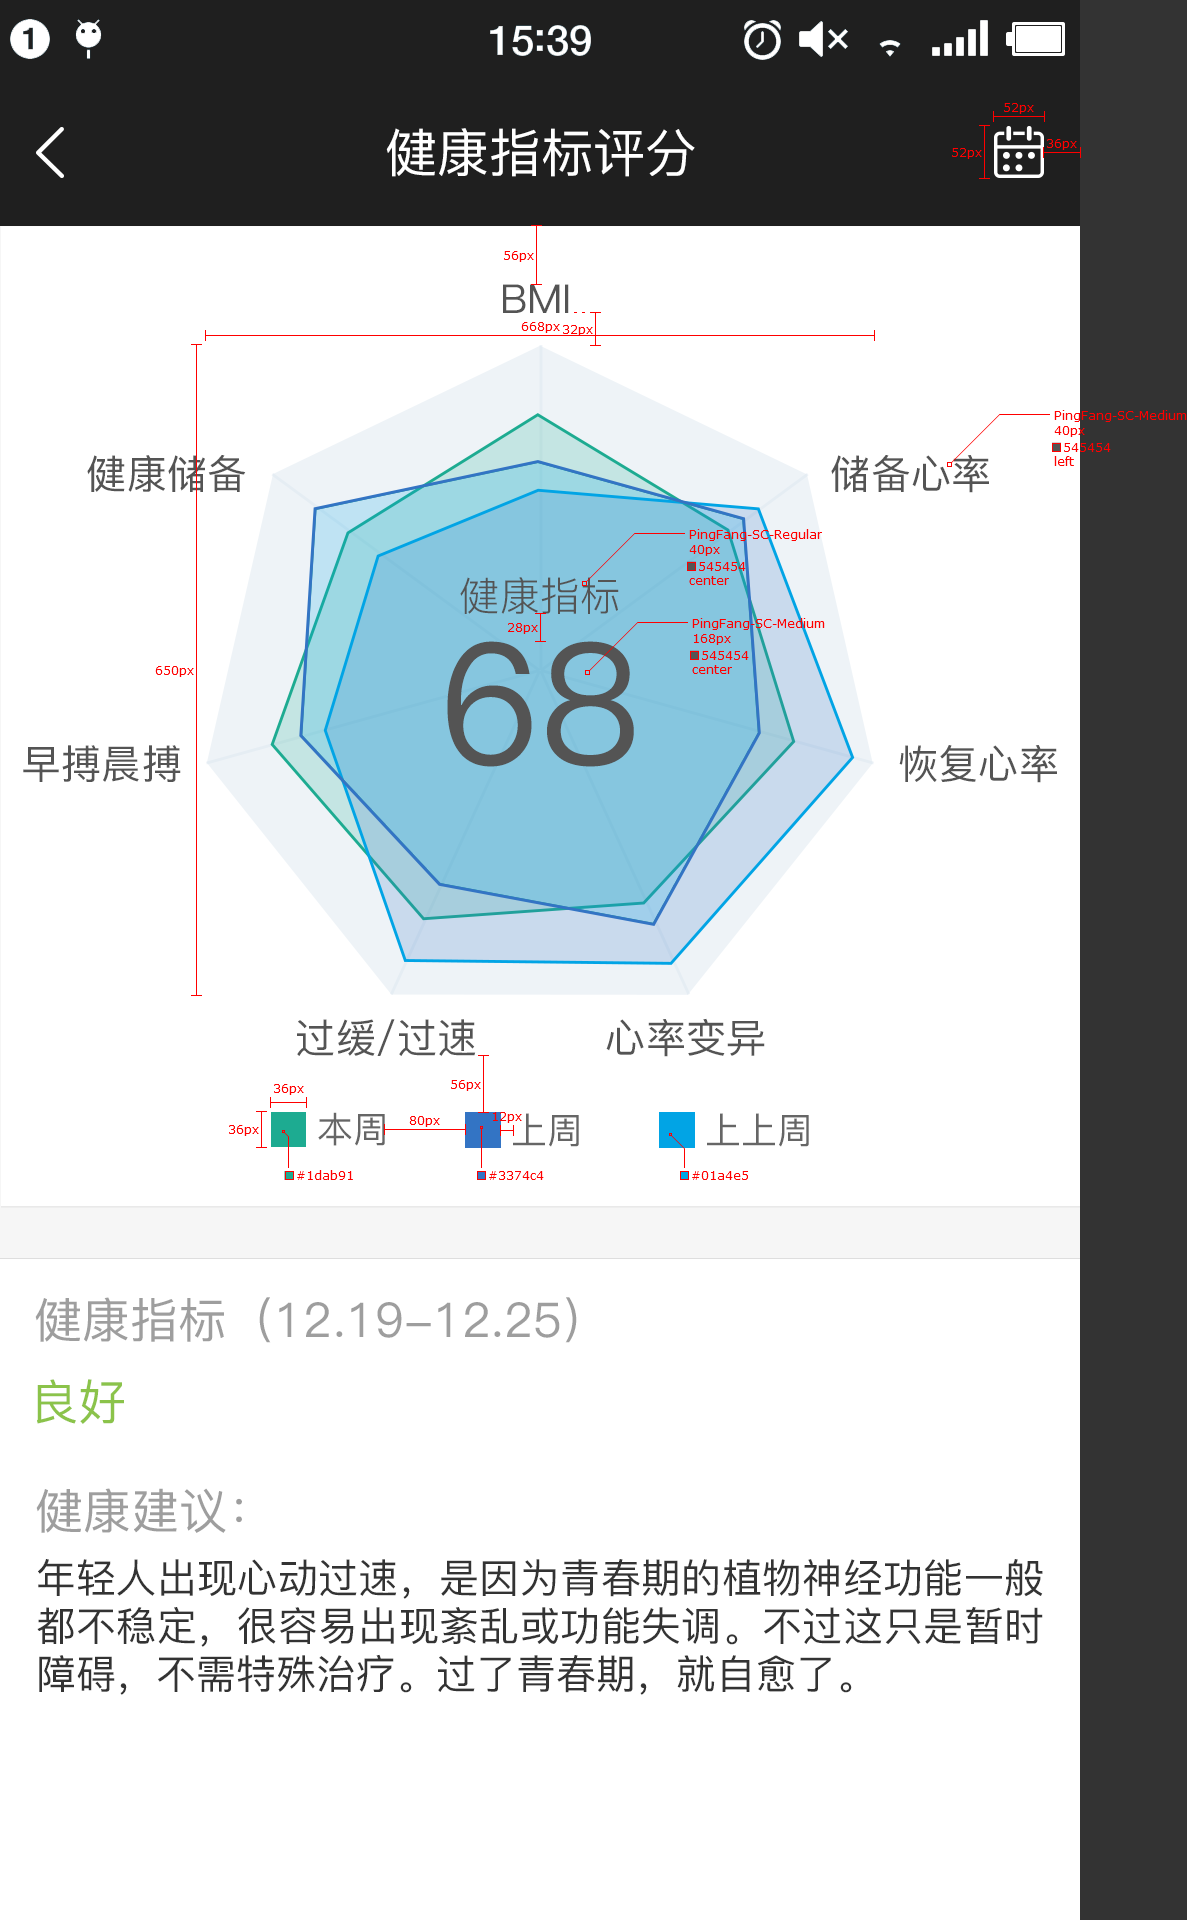 1
15:39
52px
健康指标评分
52px
36px
56px
BMI
668px
32px
PingFang-SC-Medium
40px
545454
left
健康储备
储备心率
PingFang-SC-Regular
40px
545454
center
健康指标
28px
PingFang-SC-Medium
168px
545454
center
68
650px
早搏晨搏
恢复心率
过缓/过速
心率变异
56px
36px
36px
本周
80px
12px
上周
上上周
#1dab91
#3374c4
#01a4e5
健康指标（12.19-12.25）
良好
健康建议：
年轻人出现心动过速，是因为青春期的植物神经功能一般
都不稳定，很容易出现紊乱或功能失调。不过这只是暂时
障碍，不需特殊治疗。过了青春期，就自愈了。